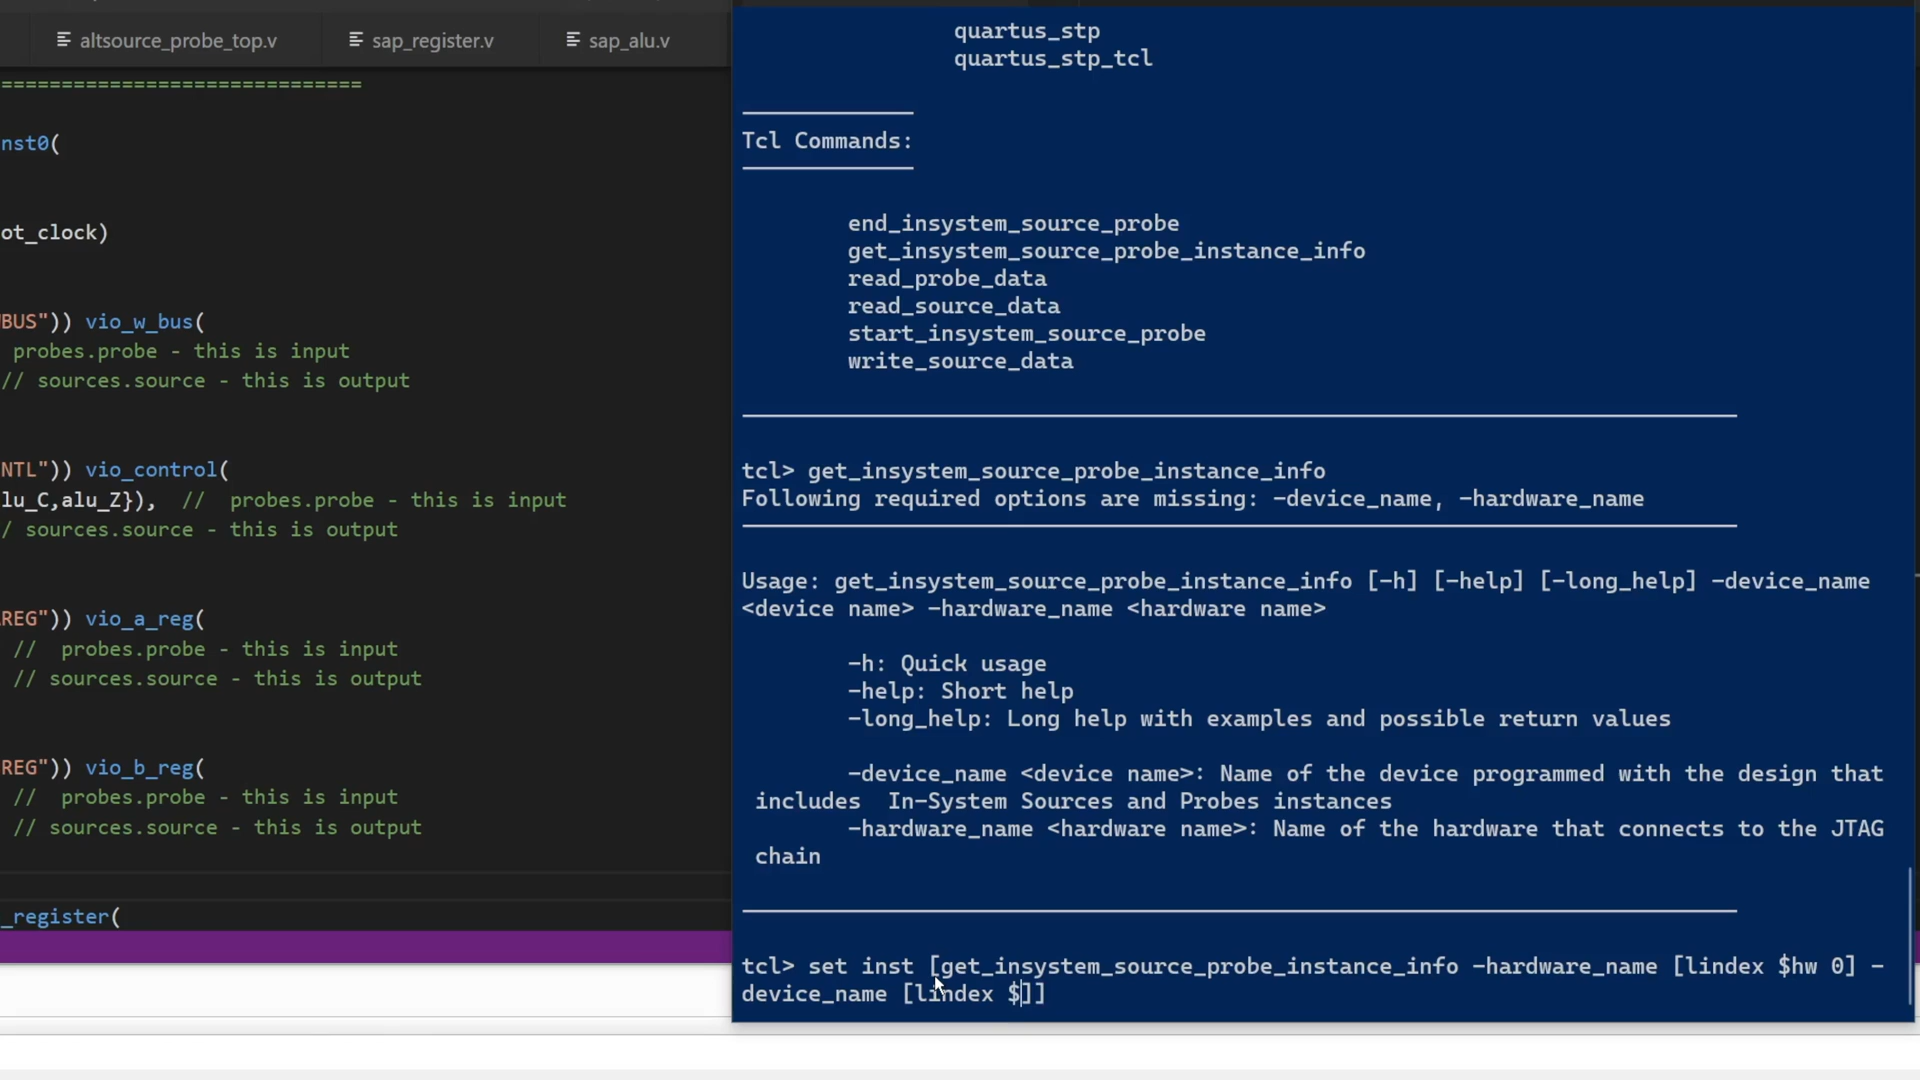 altsource_probe_top.v
sap_register.v
sap_alu.v
==============================
nst0(
ot_clock)
BUS")) vio_w_bus(
probes.probe - this is input
// sources.source - this is output
NTL")) vio_control(
lu_C,alu_Z}), // probes.probe - this is input
/ sources.source - this is output
REG")) vio_a_reg(
// probes.probe - this is input
// sources.source - this is output
REG")) vio_b_reg(
// probes.probe - this is input
// sources.source - this is output
_register(
quartus_stp
quartus_stp_tcl
Tcl Commands:
end_insystem_source_probe
get_insystem_source_probe_instance_info
read_probe_data
read_source_data
start_insystem_source_probe
write_source_data
tcl> get_insystem_source_probe_instance_info
Following required options are missing: -device_name, -hardware_name
Usage: get_insystem_source_probe_instance_info [-h] [-help] [-long_help] -device_name
<device name> -hardware_name <hardware name>
-h: Quick usage
-help: Short help
-long_help: Long help with examples and possible return values
-device_name <device name>: Name of the device programmed with the design that
includes In-System Sources and Probes instances
-hardware_name <hardware name>: Name of the hardware that connects to the JTAG
chain
tcl> set inst [get_insystem_source_probe_instance_info -hardware_name [lindex $hw 0] -
device_name [lindex $]]